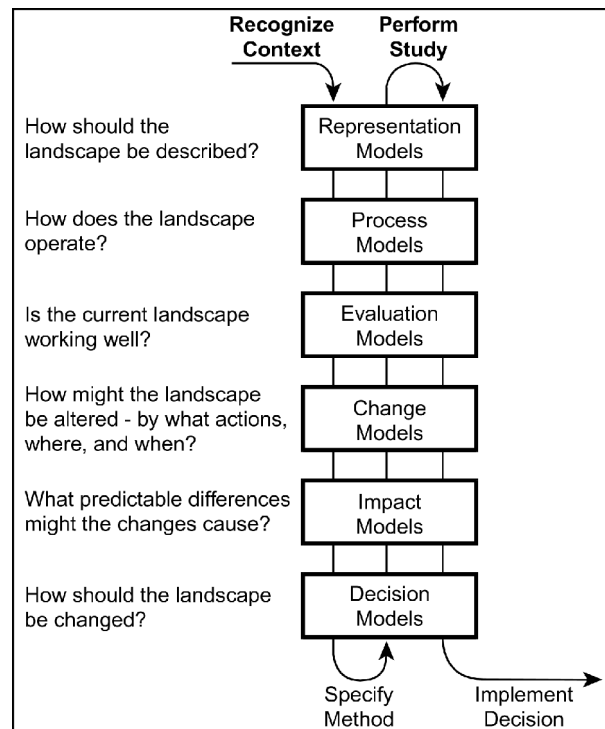 Recognize
Context
Perform
Study
How should the
landscape be described?
Representation
Models
How does the landscape
operate?
Process
Models
Is the current landscape
working well?
Evaluation
Models
How might the landscape
be altered - by what actions,
where, and when?
Change
Models
What predictable differences
might the changes cause?
Impact
Models
How should the landscape
be changed?
Decision
Models
Specify
Method
Implement
Decision